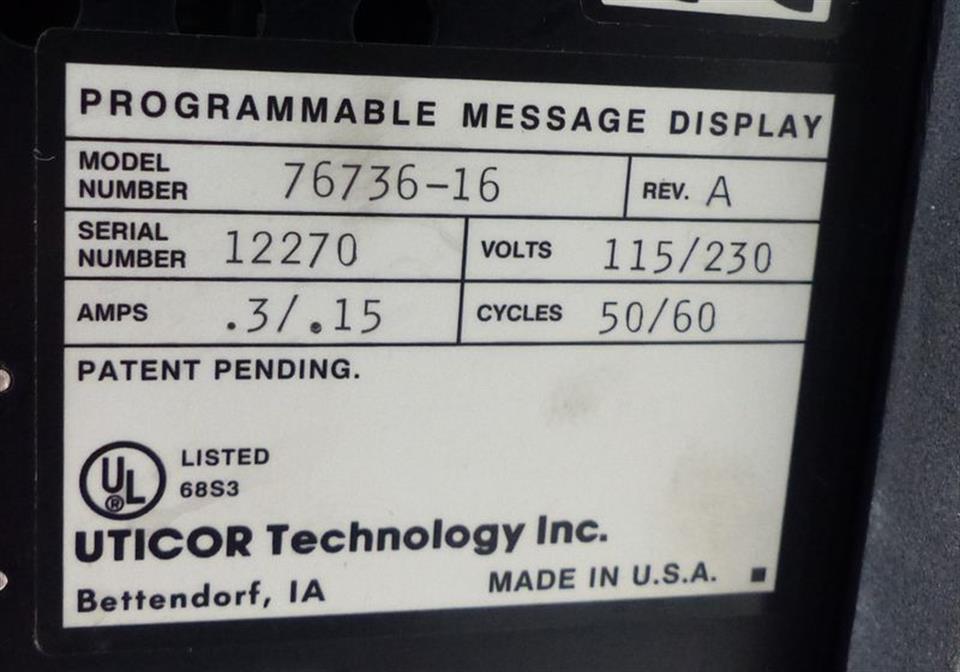 PROGRAMMABLE MESSAGE DISPLAY
MODEL NUMBER 76736-16 REV. A
SERIAL NUMBER 12270 VOLTS 115/230
AMPS .3/.15 CYCLES 50/60
PATENT PENDING.
UL ® LISTED
68S3
UTICOR Technology Inc.
Bettendorf, IA MADE IN U.S.A.